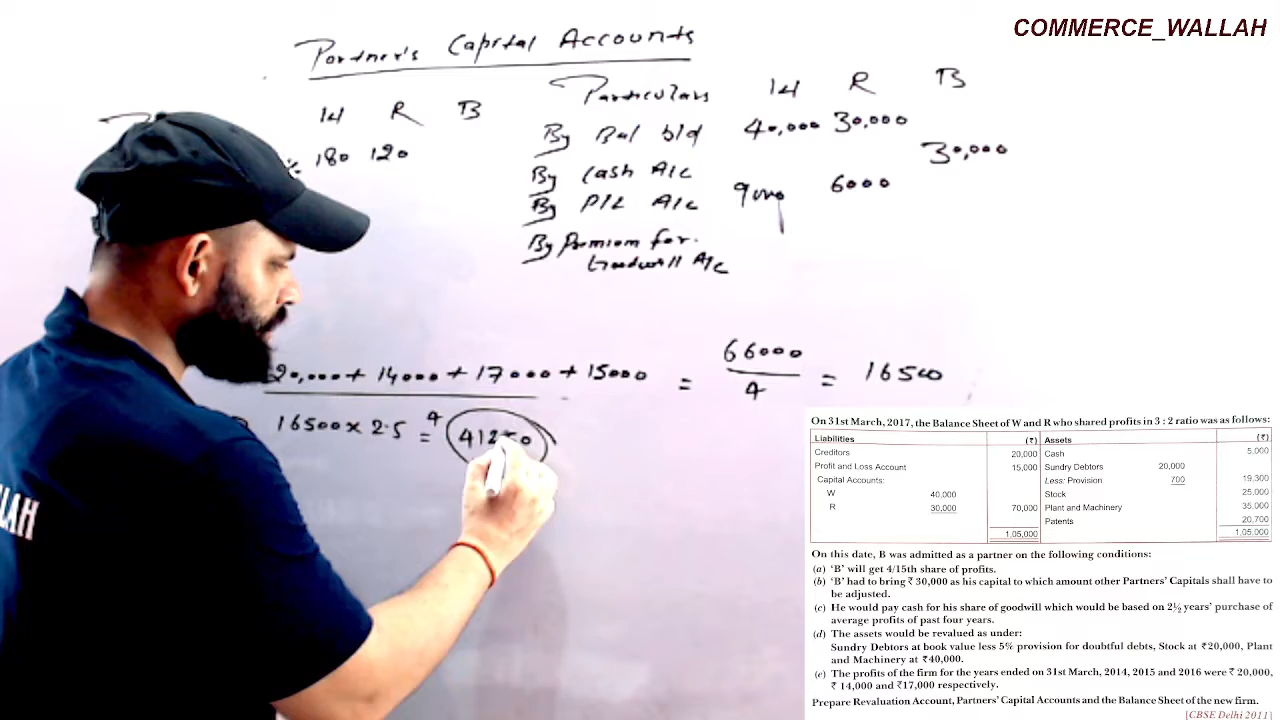 COMMERCE_WALLAH
Partner's Capital Accounts
W R B
180 120
Particulars W R B
By Bal b/d 40,000 30,000
By Cash A/c 30,000
By P/L A/c 9000 6000
By Premium for
Goodwill A/c
20,000 + 14000 + 17000 + 15000 = 66000 / 4 = 16500
4
16500 × 2.5 = 41250
LLAH
On 31st March, 2017, the Balance Sheet of W and R who shared profits in 3 : 2 ratio was as follows:
Liabilities (₹) Assets (₹)
Creditors 20,000 Cash 5,000
Profit and Loss Account 15,000 Sundry Debtors 20,000
Capital Accounts: Less: Provision 700 19,300
W 40,000 Stock 25,000
R 30,000 70,000 Plant and Machinery 35,000
Patents 20,700
1,05,000 1,05,000
On this date, B was admitted as a partner on the following conditions:
(a) 'B' will get 4/15th share of profits.
(b) 'B' had to bring ₹ 30,000 as his capital to which amount other Partners' Capitals shall have to
be adjusted.
(c) He would pay cash for his share of goodwill which would be based on 2½ years' purchase of
average profits of past four years.
(d) The assets would be revalued as under:
Sundry Debtors at book value less 5% provision for doubtful debts, Stock at ₹20,000, Plant
and Machinery at ₹40,000.
(e) The profits of the firm for the years ended on 31st March, 2014, 2015 and 2016 were ₹ 20,000,
₹ 14,000 and ₹17,000 respectively.
Prepare Revaluation Account, Partners' Capital Accounts and the Balance Sheet of the new firm.
[CBSE Delhi 2011]